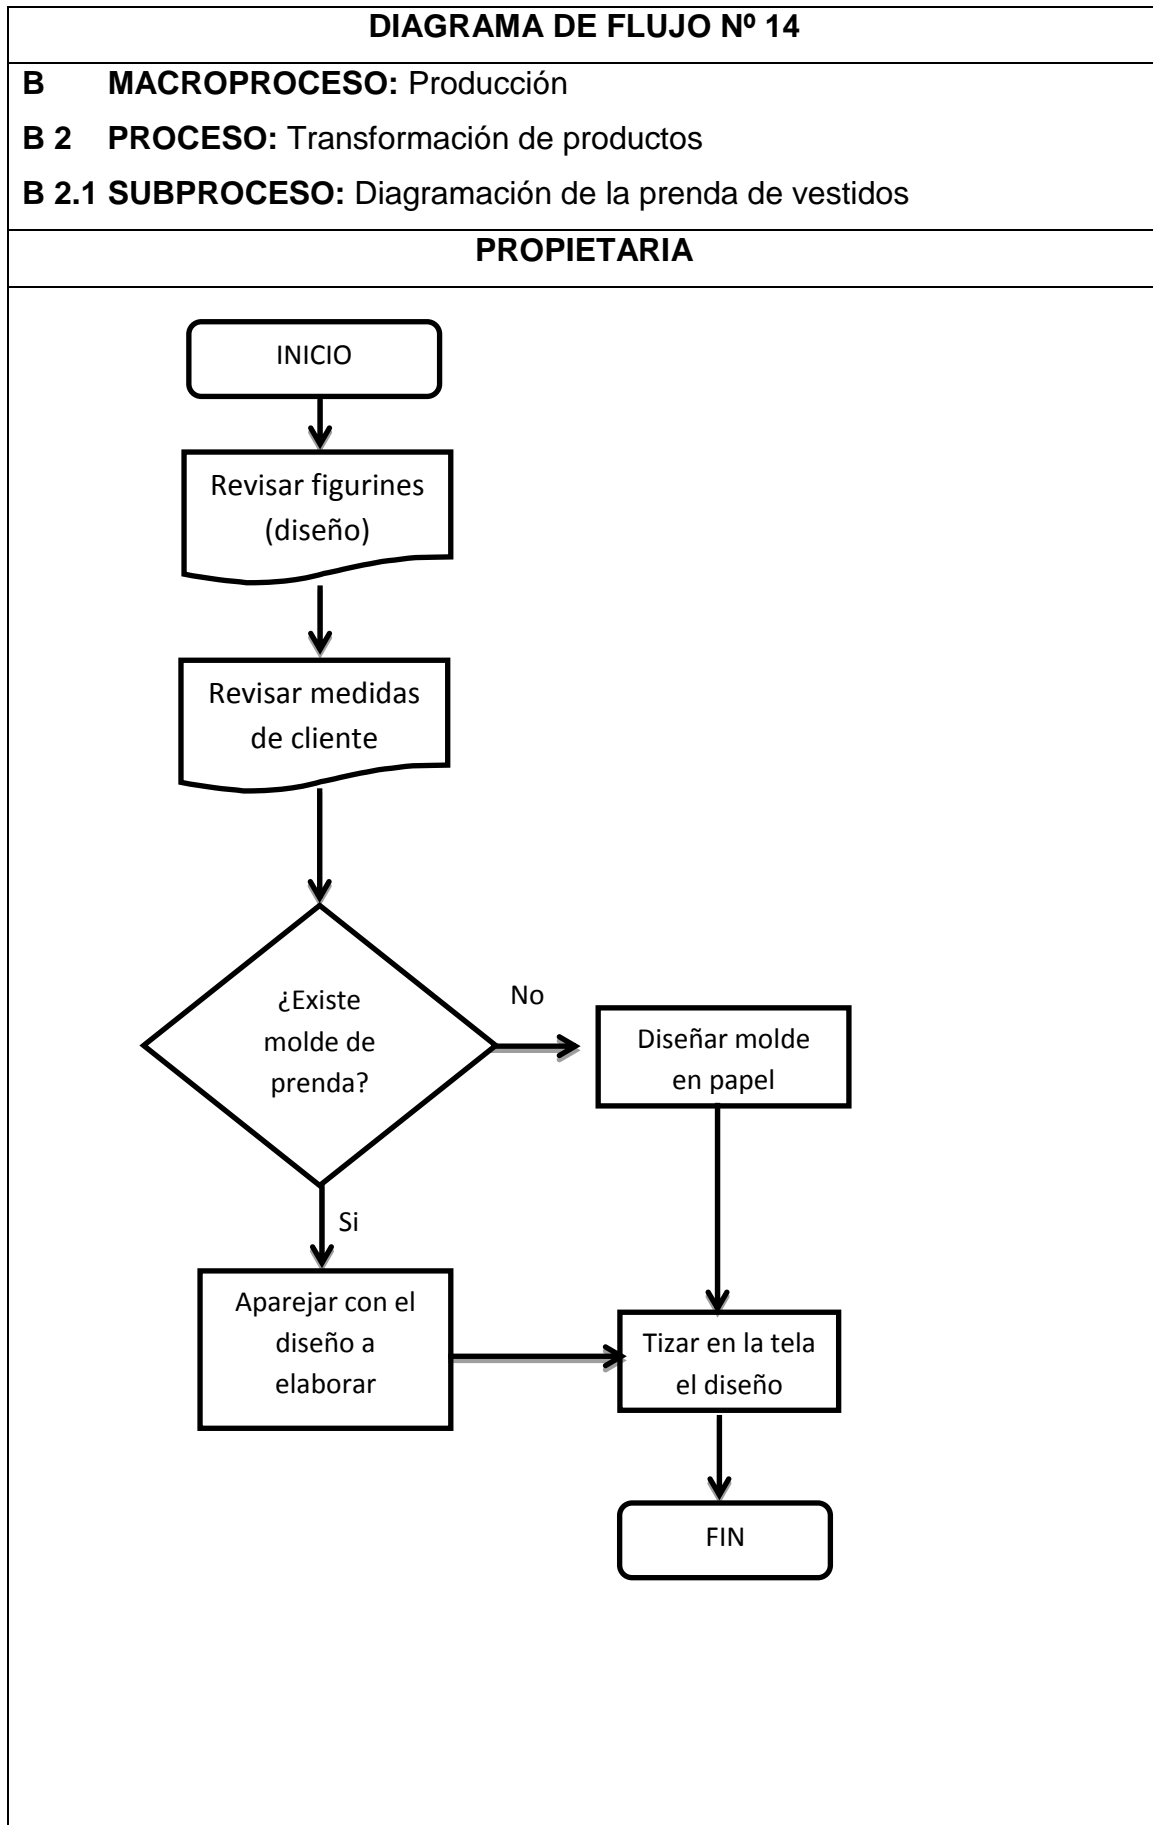 DIAGRAMA DE FLUJO Nº 14
B MACROPROCESO: Producción
B 2 PROCESO: Transformación de productos
B 2.1 SUBPROCESO: Diagramación de la prenda de vestidos
PROPIETARIA
INICIO
Revisar figurines
(diseño)
Revisar medidas
de cliente
¿Existe
molde de
prenda?
No
Diseñar molde
en papel
Si
Aparejar con el
diseño a
elaborar
Tizar en la tela
el diseño
FIN